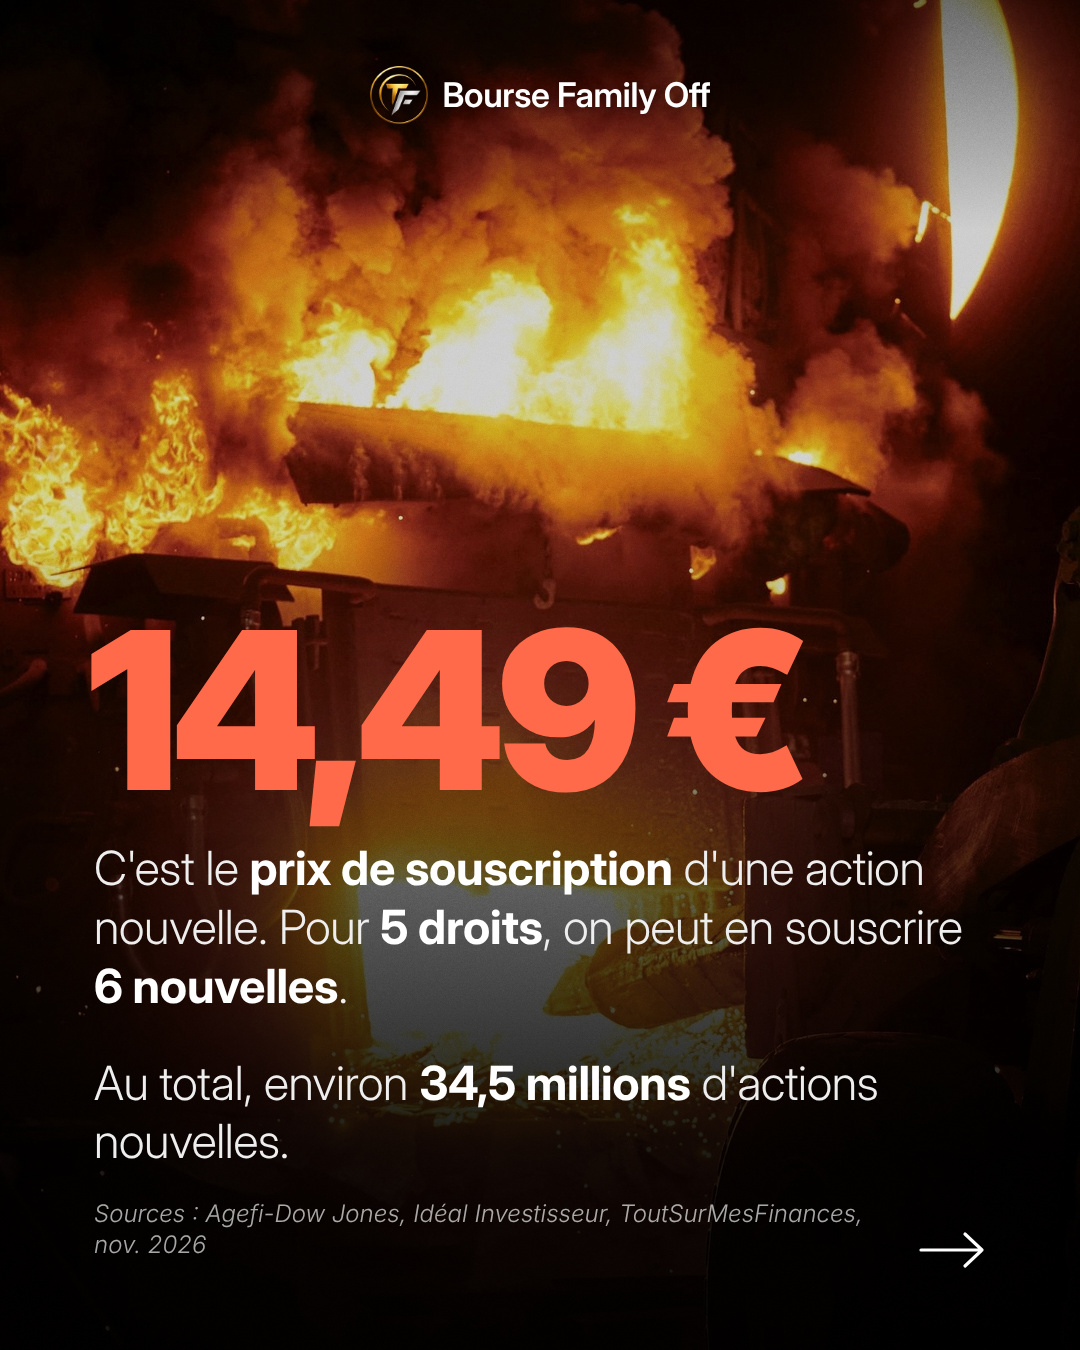 TF Bourse Family Off
14,49 €
C'est le prix de souscription d'une action
nouvelle. Pour 5 droits, on peut en souscrire
6 nouvelles.
Au total, environ 34,5 millions d'actions
nouvelles.
Sources : Agefi-Dow Jones, Idéal Investisseur, ToutSurMesFinances,
nov. 2026